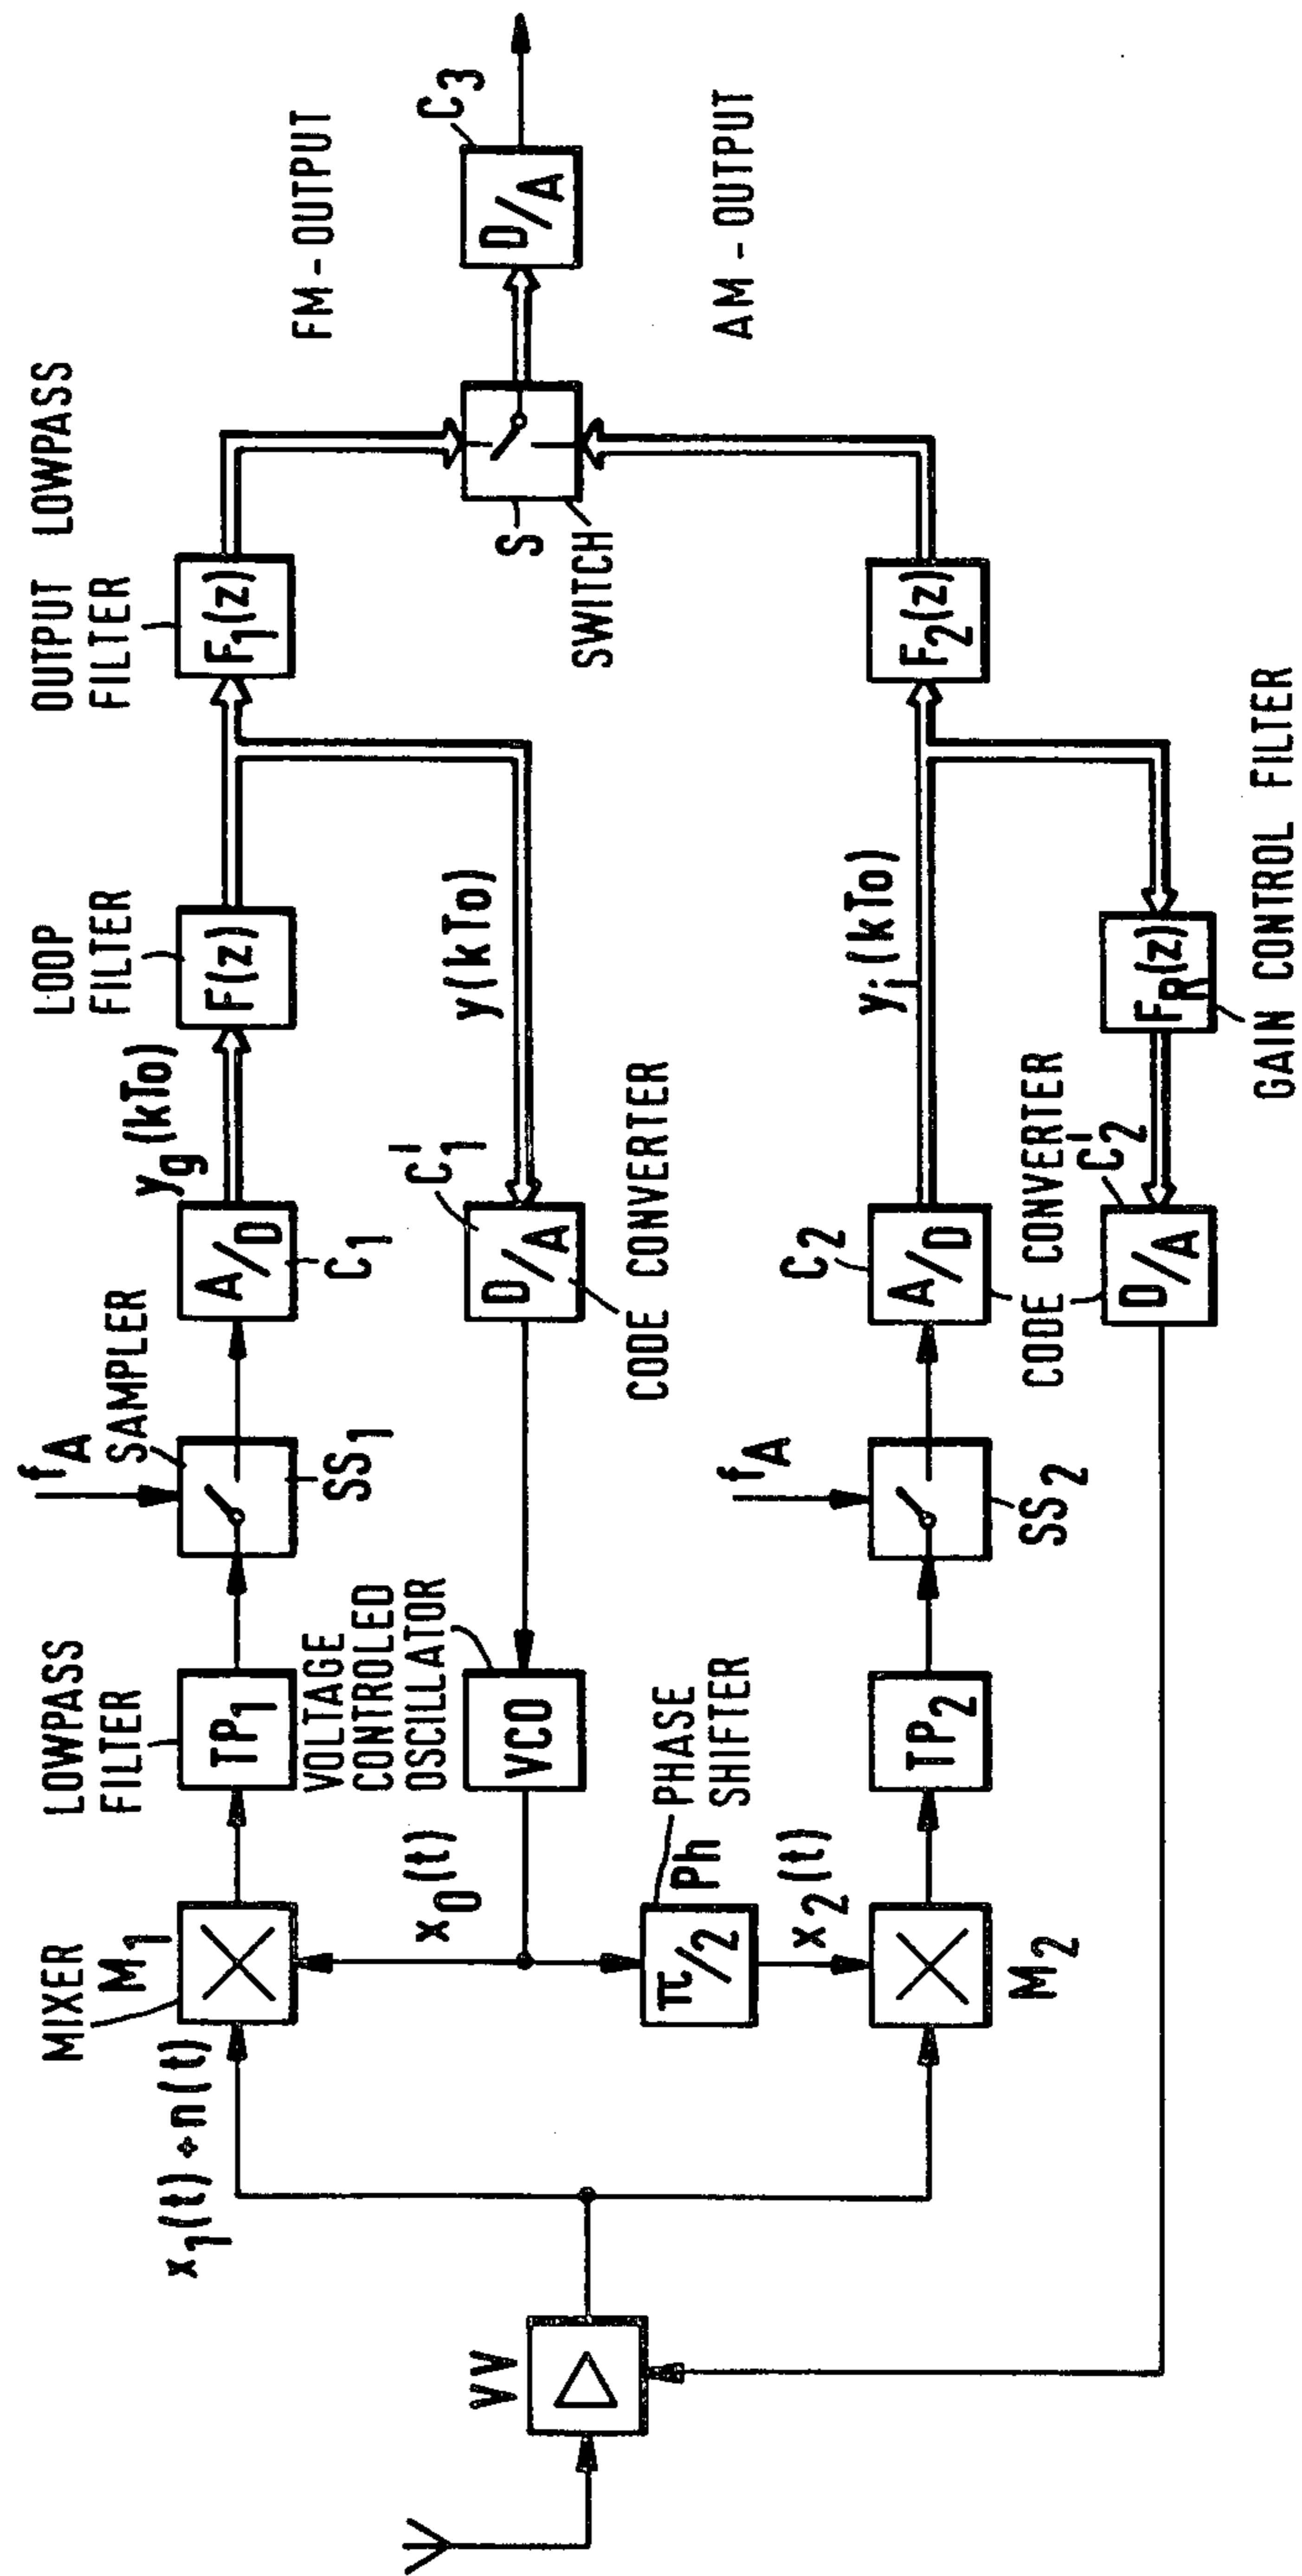 FM-OUTPUT
AM-OUTPUT
C3
D/A
OUTPUT LOWPASS
FILTER
F1(z)
S
SWITCH
F2(z)
LOOP
FILTER
F(z)
yg(kTo)
y(kTo)
yi(kTo)
FR(z)
GAIN CONTROL FILTER
A/D
C1
C'1
D/A
CODE CONVERTER
C2
A/D
CODE CONVERTER
C'2
D/A
fA
SAMPLER
SS1
fA
SS2
LOWPASS
FILTER
TP1
VOLTAGE
CONTROLED
OSCILLATOR
VCO
PHASE
SHIFTER
TP2
MIXER
M1
x0(t)
Ph
π/2
x2(t)
M2
x1(t)+n(t)
VV